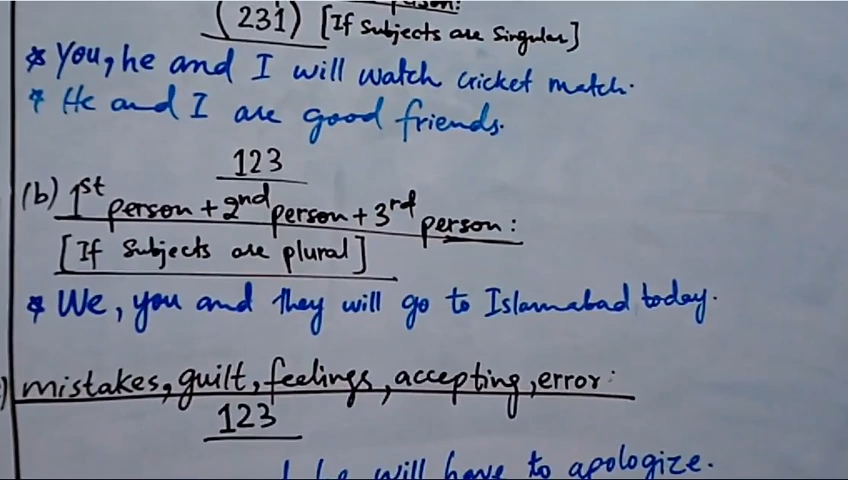 (231) [If Subjects are Singular]
* You, he and I will watch cricket match.
* He and I are good friends.
123
(b) 1st person + 2nd person + 3rd person:
[If Subjects are plural]
* We, you and they will go to Islamabad today.
) mistakes, guilt, feelings, accepting, error:
123
he will have to apologize.